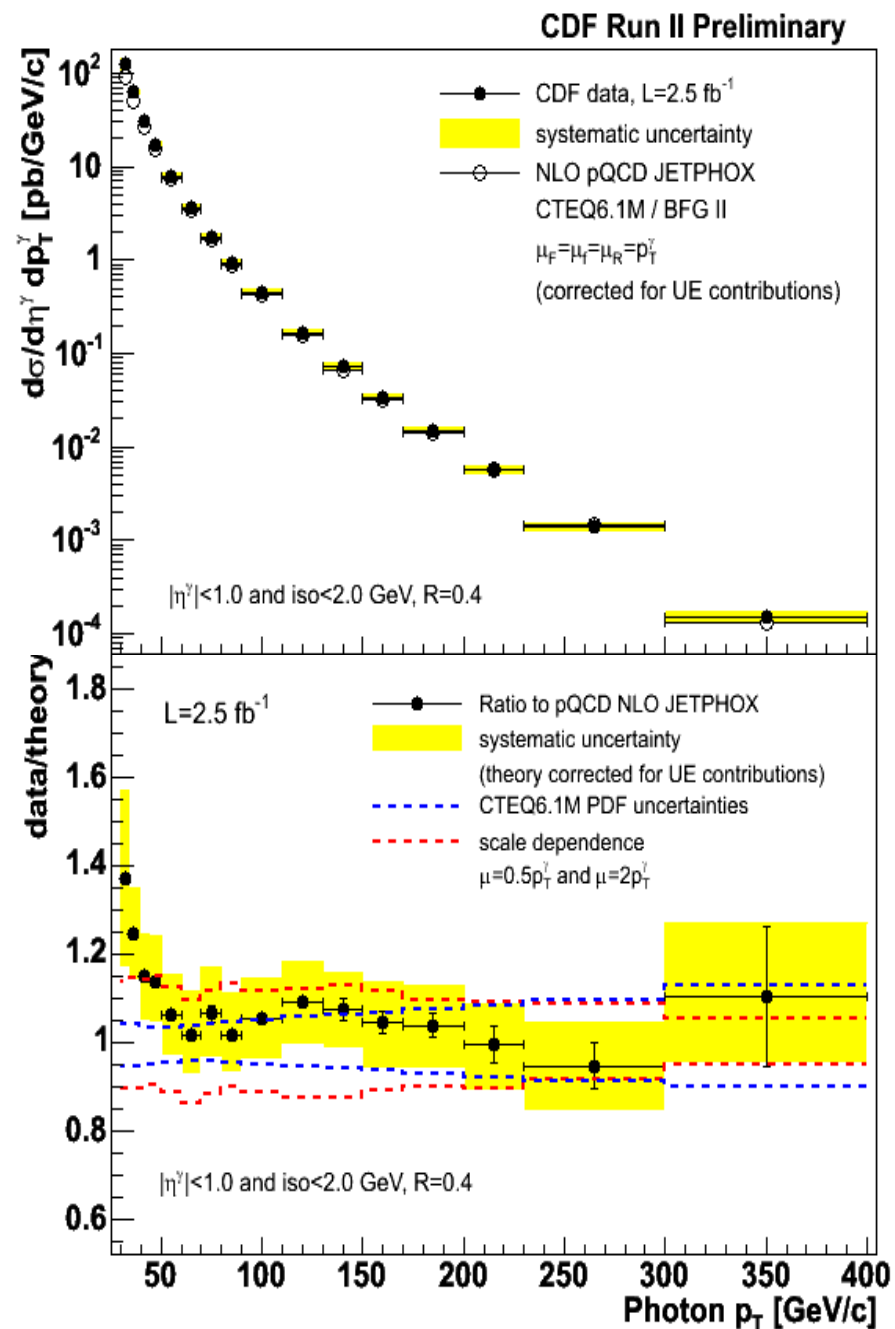 CDF Run II Preliminary
dσ/dη^γ dp_T^γ [pb/GeV/c]
10²
10
1
10⁻¹
10⁻²
10⁻³
10⁻⁴
CDF data, L=2.5 fb⁻¹
systematic uncertainty
NLO pQCD JETPHOX
CTEQ6.1M / BFG II
μ_F=μ_f=μ_R=p_T^γ
(corrected for UE contributions)
|η^γ|<1.0 and iso<2.0 GeV, R=0.4
data/theory
1.8
1.6
1.4
1.2
1
0.8
0.6
L=2.5 fb⁻¹
Ratio to pQCD NLO JETPHOX
systematic uncertainty
(theory corrected for UE contributions)
CTEQ6.1M PDF uncertainties
scale dependence
μ=0.5p_T^γ and μ=2p_T^γ
|η^γ|<1.0 and iso<2.0 GeV, R=0.4
50 100 150 200 250 300 350 400
Photon p_T [GeV/c]